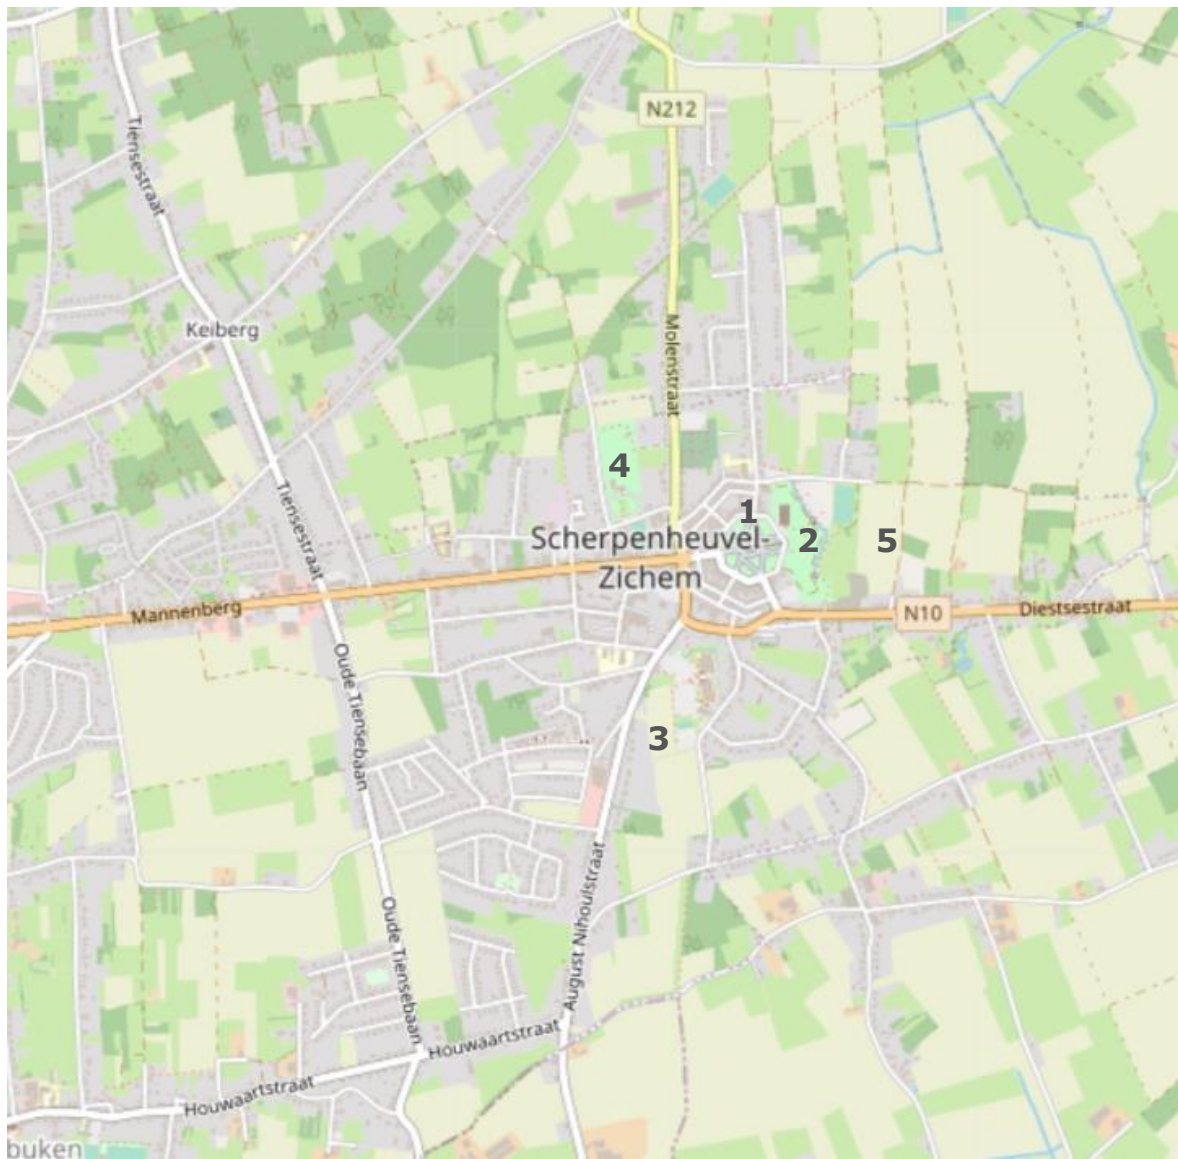 N212
Tiensestraat
Keiberg
Molenstraat
4
Tiensestraat
1
Scherpenheuvel-
Zichem
2
5
Mannenberg
N10
Diestsestraat
Oude Tiensebaan
3
August Nihoulstraat
Oude Tiensebaan
Houwaartstraat
Houwaartstraat
buken